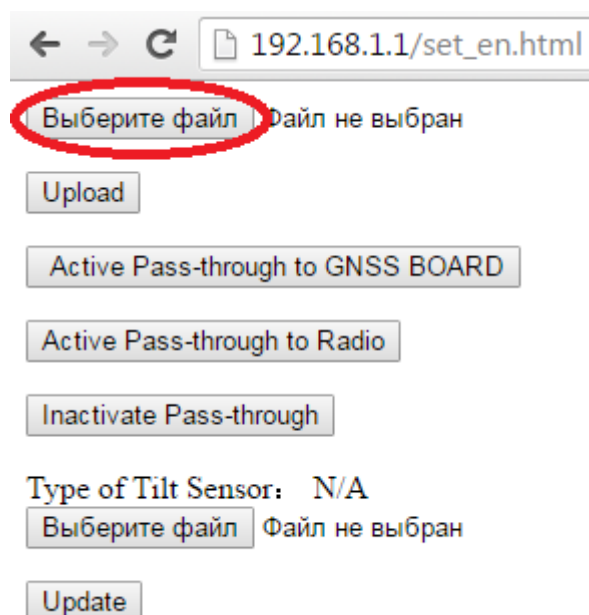 192.168.1.1/set_en.html
Выберите файл Файл не выбран
Upload
Active Pass-through to GNSS BOARD
Active Pass-through to Radio
Inactivate Pass-through
Type of Tilt Sensor： N/A
Выберите файл Файл не выбран
Update